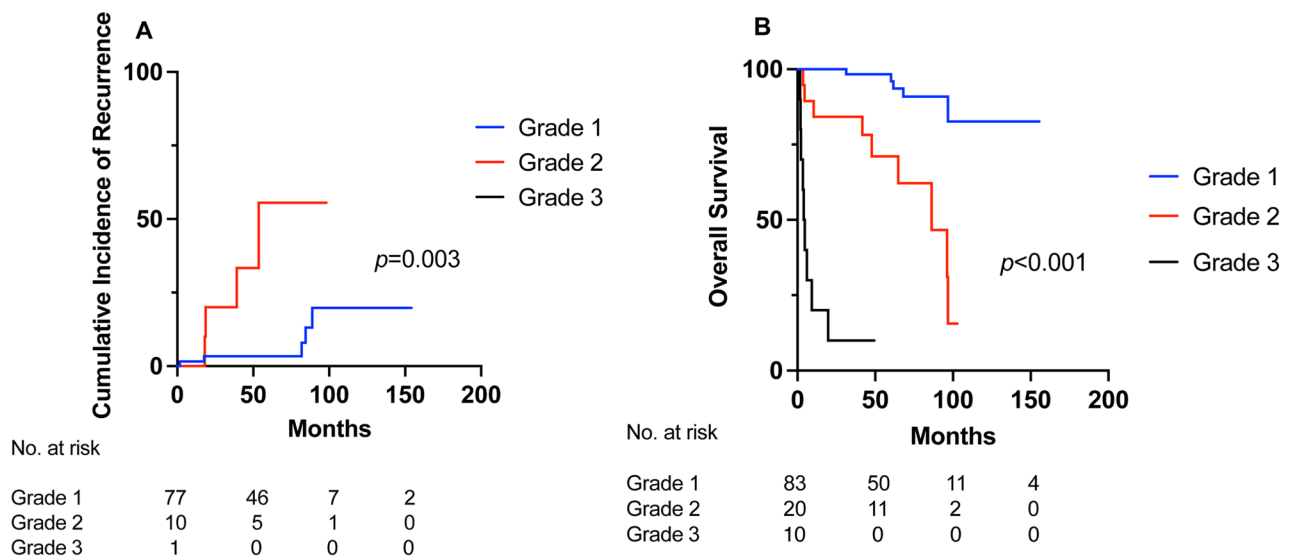 A
Cumulative Incidence of Recurrence
100
50
0
0 50 100 150 200
Months
Grade 1
Grade 2
Grade 3
p=0.003
No. at risk
Grade 1 77 46 7 2
Grade 2 10 5 1 0
Grade 3 1 0 0 0
B
Overall Survival
100
50
0
0 50 100 150 200
Months
Grade 1
Grade 2
Grade 3
p<0.001
No. at risk
Grade 1 83 50 11 4
Grade 2 20 11 2 0
Grade 3 10 0 0 0